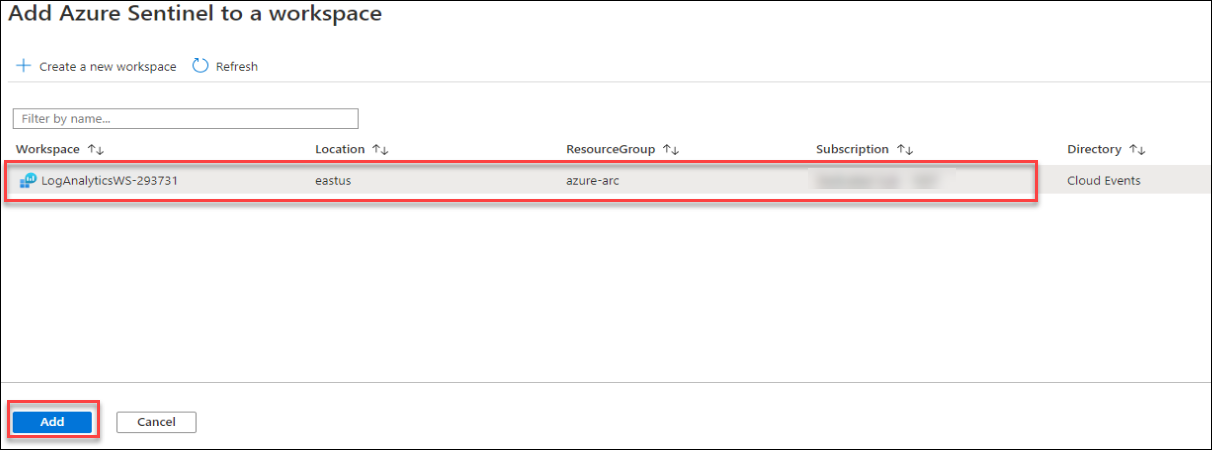 Add Azure Sentinel to a workspace
Create a new workspace Refresh
Filter by name...
Workspace ↑↓ Location ↑↓ ResourceGroup ↑↓ Subscription ↑↓ Directory ↑↓
LogAnalyticsWS-293731 eastus azure-arc Cloud Events
Add Cancel